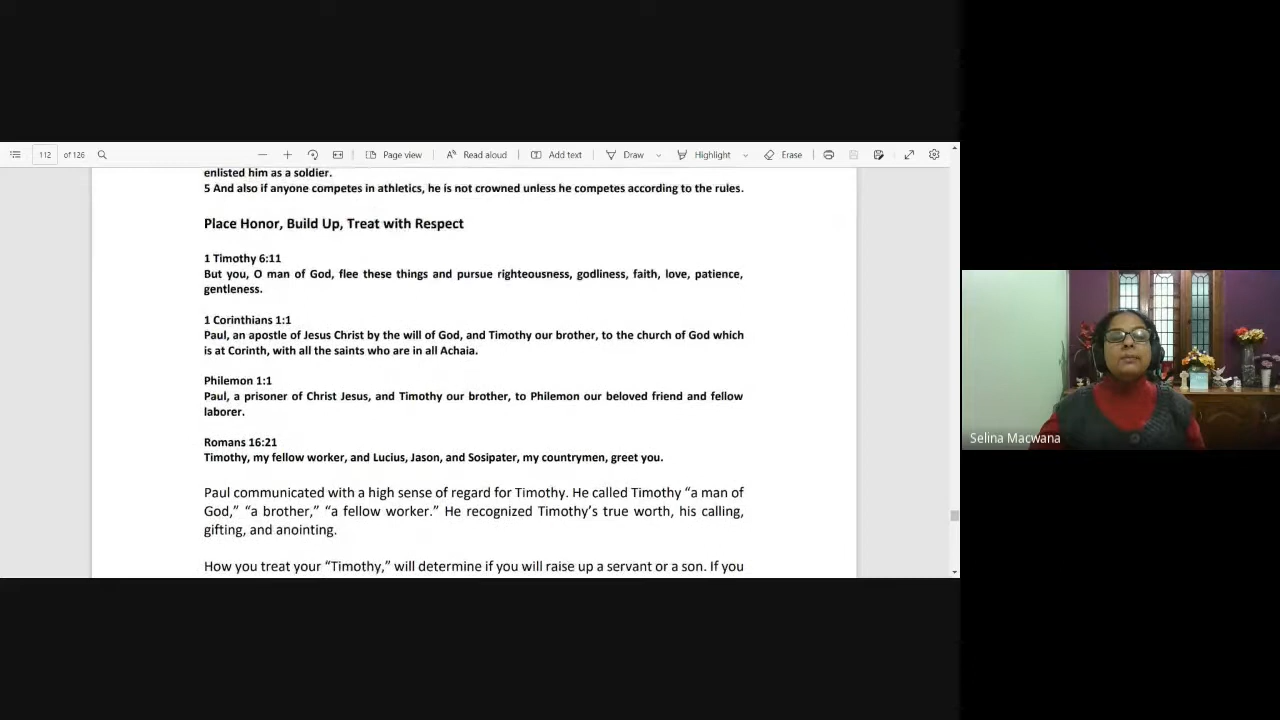 112 of 126 Page view Read aloud Add text Draw Highlight Erase
enlisted him as a soldier.
5 And also if anyone competes in athletics, he is not crowned unless he competes according to the rules.
Place Honor, Build Up, Treat with Respect
1 Timothy 6:11
But you, O man of God, flee these things and pursue righteousness, godliness, faith, love, patience,
gentleness.
1 Corinthians 1:1
Paul, an apostle of Jesus Christ by the will of God, and Timothy our brother, to the church of God which
is at Corinth, with all the saints who are in all Achaia.
Philemon 1:1
Paul, a prisoner of Christ Jesus, and Timothy our brother, to Philemon our beloved friend and fellow
laborer.
Romans 16:21
Timothy, my fellow worker, and Lucius, Jason, and Sosipater, my countrymen, greet you.
Paul communicated with a high sense of regard for Timothy. He called Timothy “a man of
God,” “a brother,” “a fellow worker.” He recognized Timothy’s true worth, his calling,
gifting, and anointing.
How you treat your “Timothy,” will determine if you will raise up a servant or a son. If you
Selina Macwana